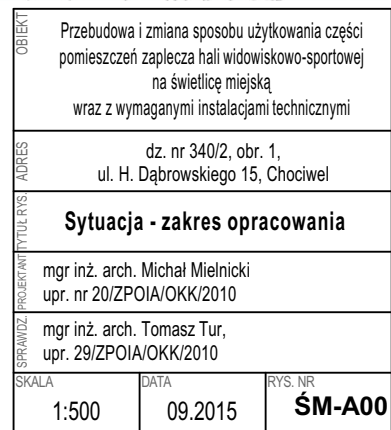 OBIEKT
Przebudowa i zmiana sposobu użytkowania części
pomieszczeń zaplecza hali widowiskowo-sportowej
na świetlicę miejską
wraz z wymaganymi instalacjami technicznymi
ADRES
dz. nr 340/2, obr. 1,
ul. H. Dąbrowskiego 15, Chociwel
TYTUŁ RYS.
Sytuacja - zakres opracowania
PROJEKTANT
mgr inż. arch. Michał Mielnicki
upr. nr 20/ZPOIA/OKK/2010
SPRAWDZ.
mgr inż. arch. Tomasz Tur,
upr. 29/ZPOIA/OKK/2010
SKALA DATA RYS. NR
1:500 09.2015 ŚM-A00